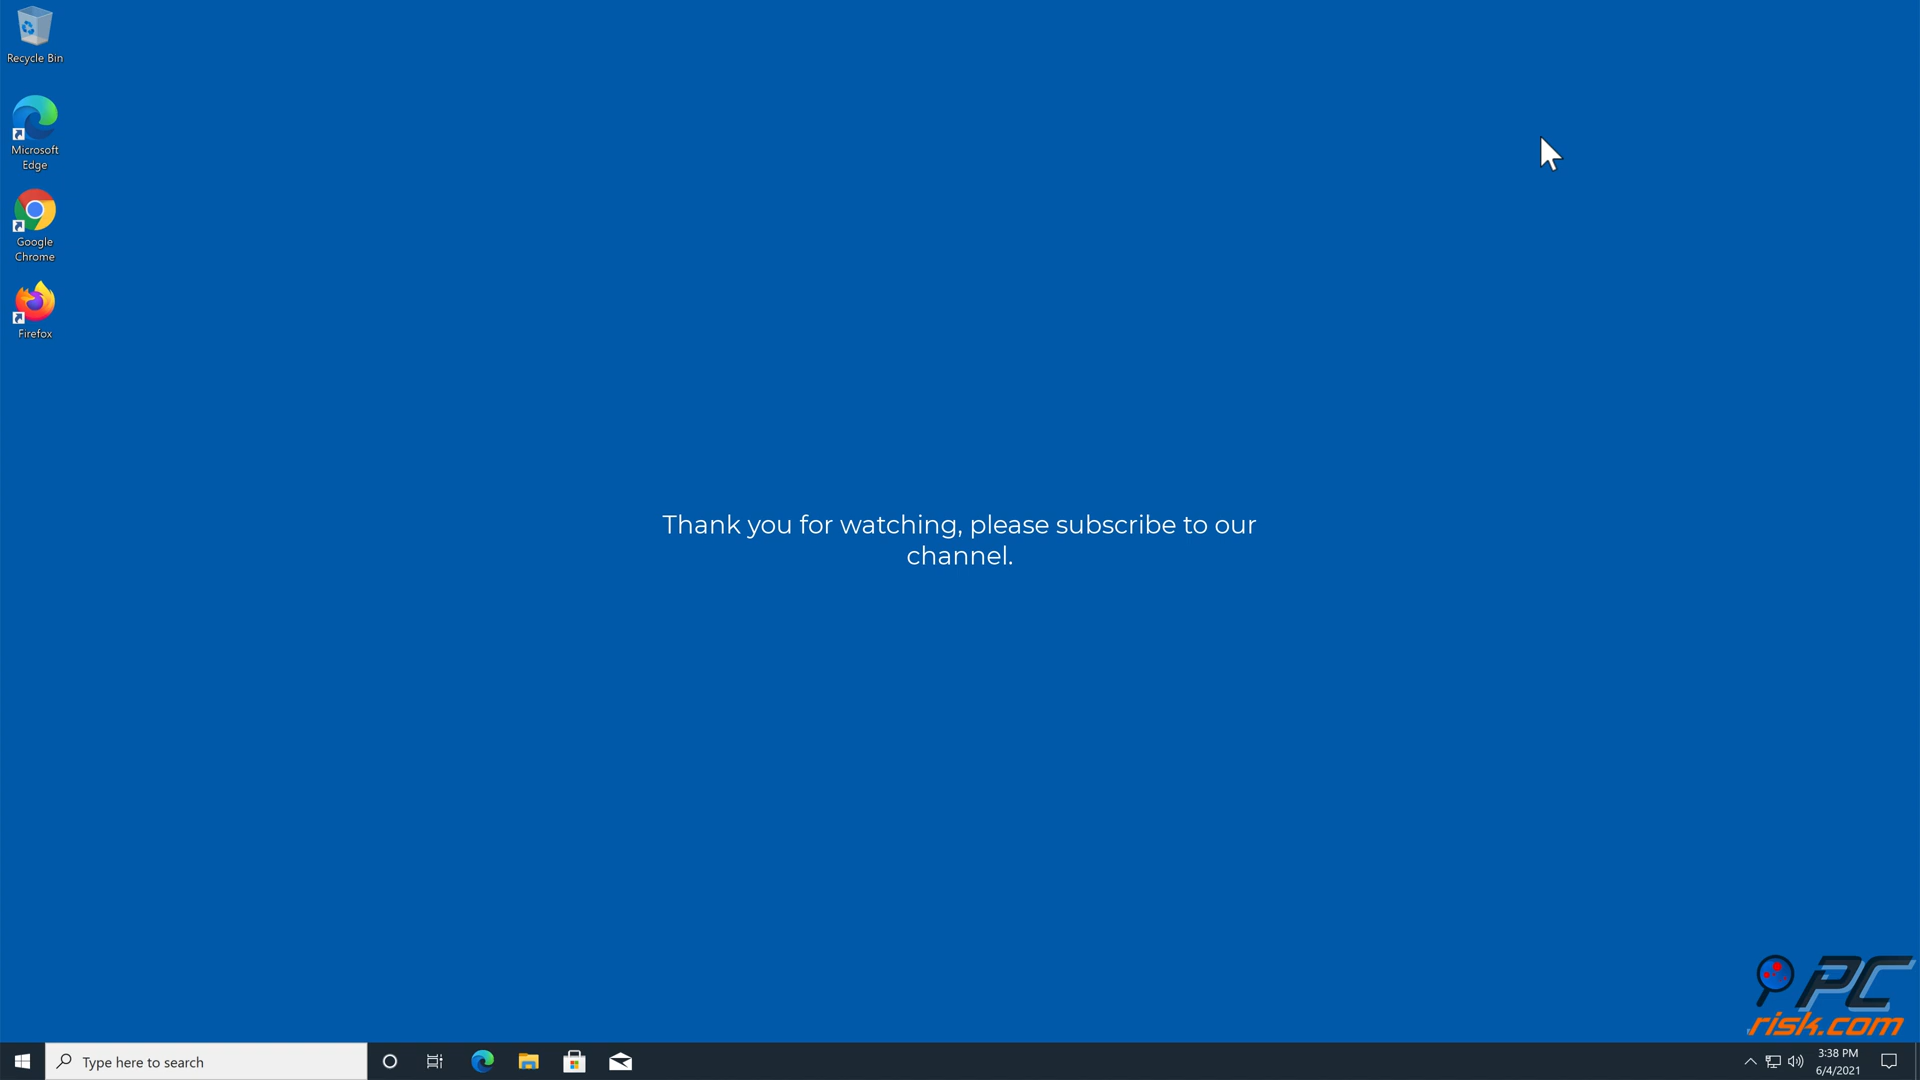 Recycle Bin
Microsoft
Edge
Google
Chrome
Firefox
Thank you for watching, please subscribe to our
channel.
PC
risk.com
Type here to search
3:38 PM
6/4/2021